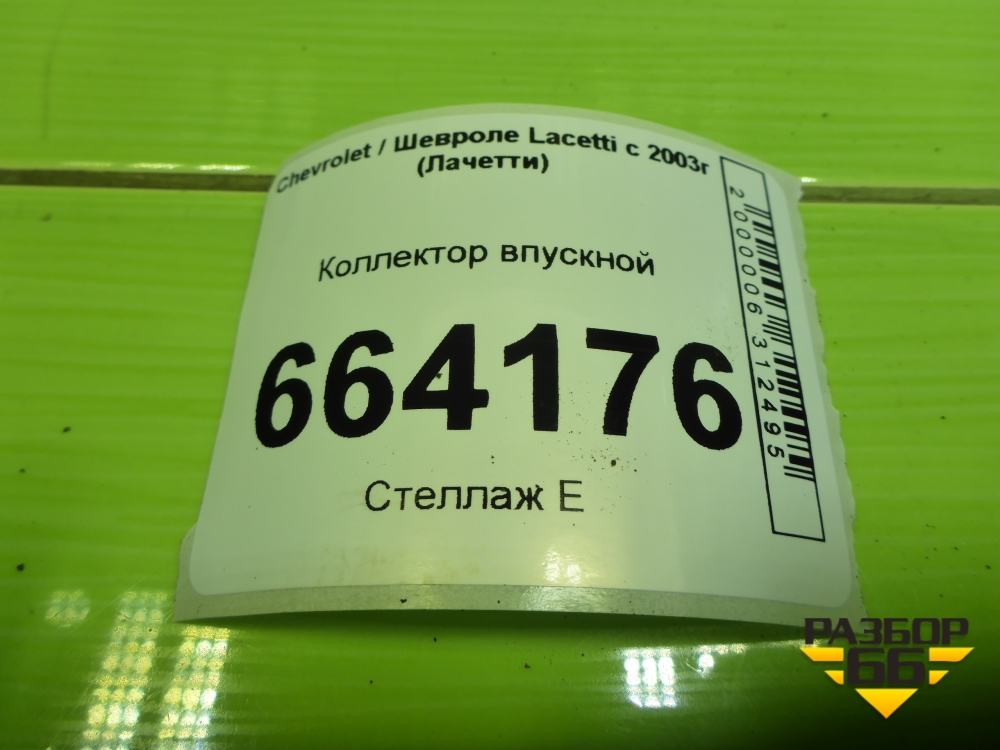 Chevrolet / Шевроле Lacetti с 2003г
(Лачетти)
Коллектор впускной
664176
Стеллаж Е
2000006312495
РАЗБОР
66